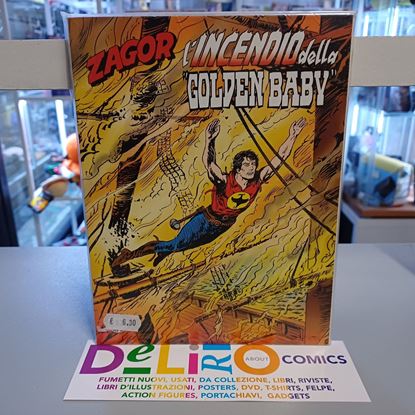 ZAGOR
l'INCENDIO della
"GOLDEN BABY"
£ 6,30
DeLiRiO ABOUT COMICS
FUMETTI NUOVI, USATI, DA COLLEZIONE, LIBRI, RIVISTE,
LIBRI D'ILLUSTRAZIONI, POSTERS, DVD, T-SHIRTS, FELPE,
ACTION FIGURES, PORTACHIAVI, GADGETS